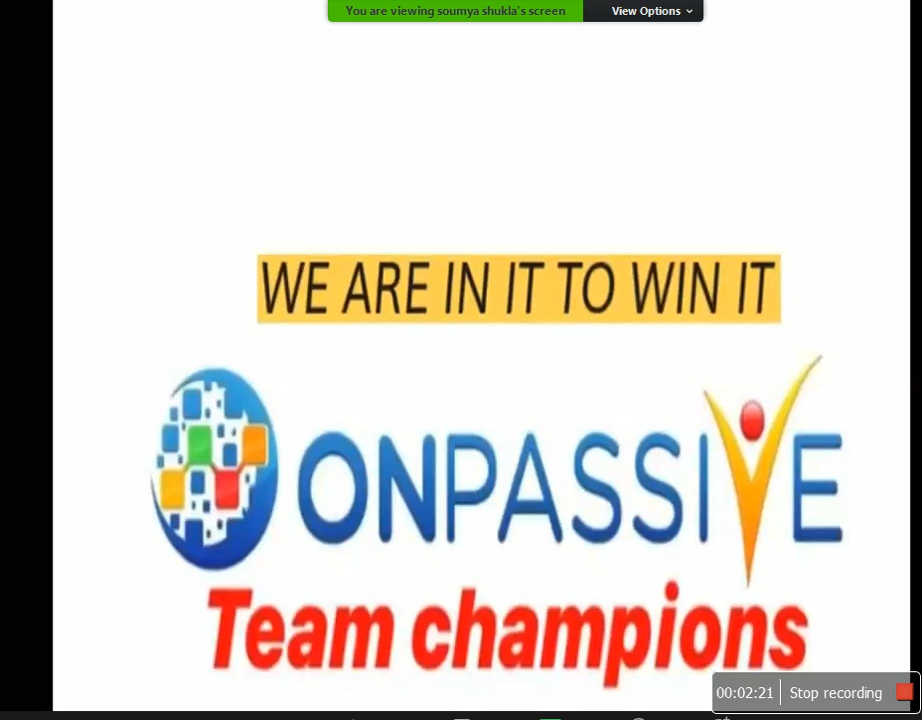 You are viewing soumya shukla's screen View Options
WE ARE IN IT TO WIN IT
ONPASSIVE
Team champions
00:02:21 Stop recording